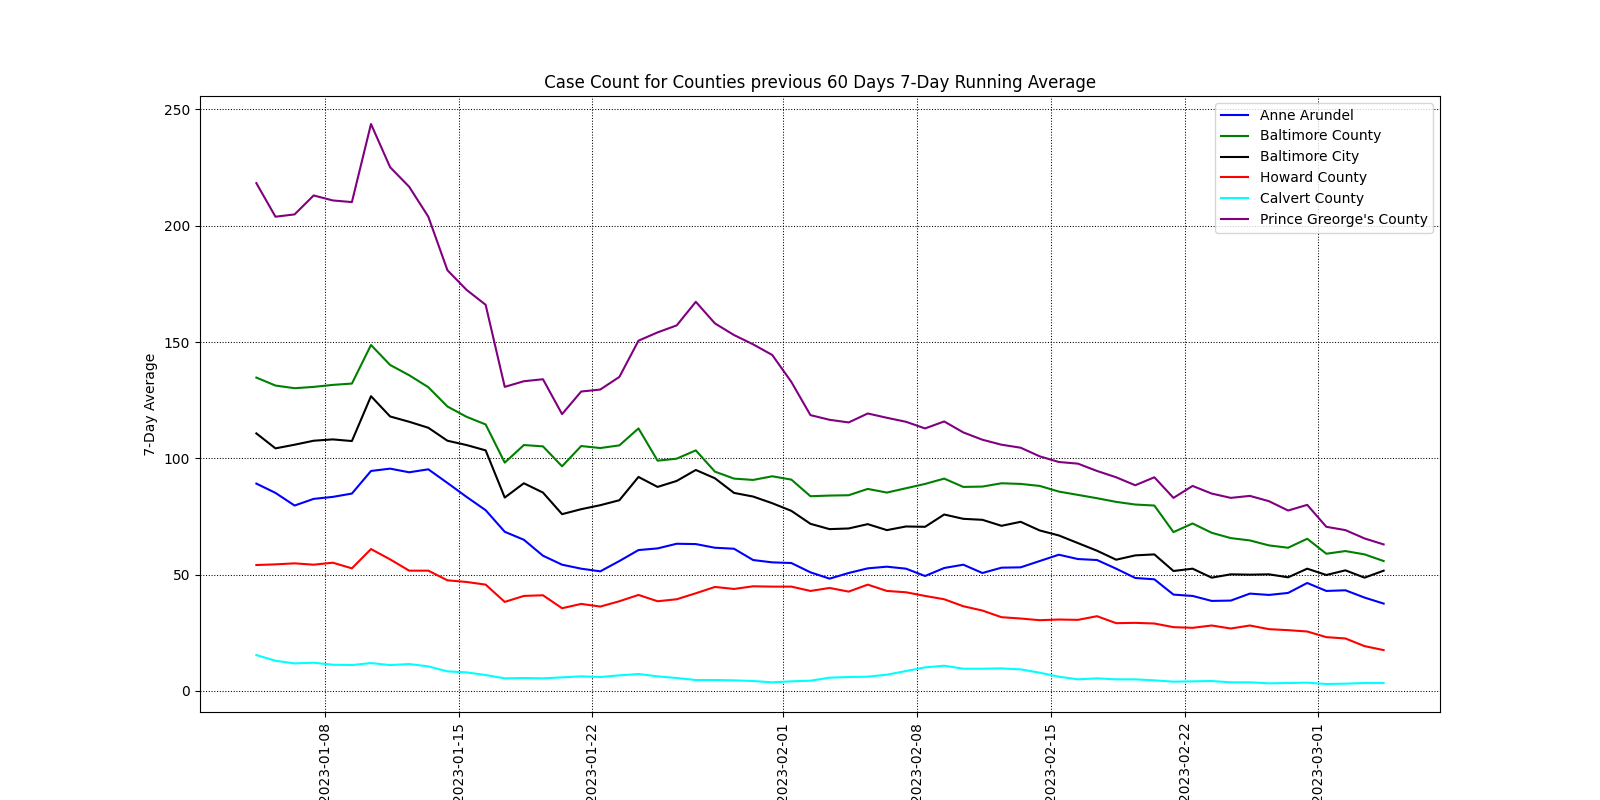 Case Count for Counties previous 60 Days 7-Day Running Average
7-Day Average
250
200
150
100
50
0
Anne Arundel
Baltimore County
Baltimore City
Howard County
Calvert County
Prince Greorge's County
2023-01-08
2023-01-15
2023-01-22
2023-02-01
2023-02-08
2023-02-15
2023-02-22
2023-03-01